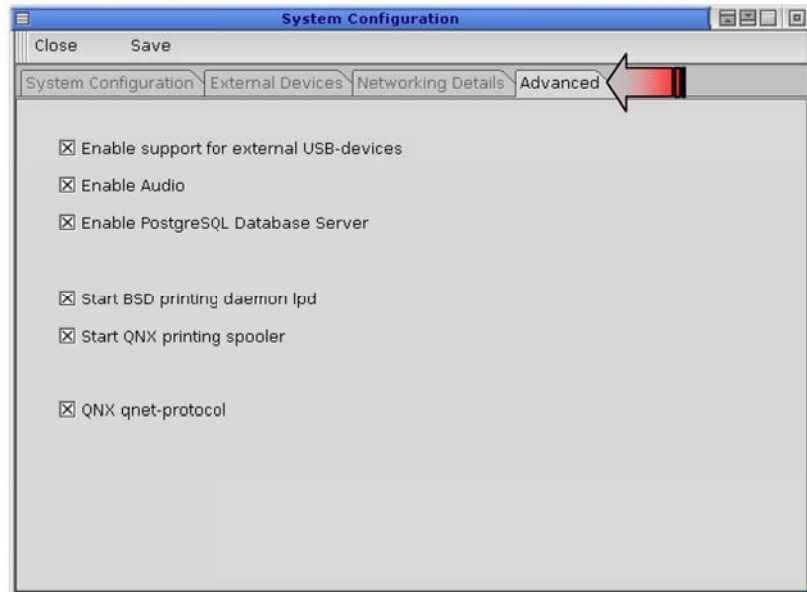 System Configuration
Close Save
System Configuration External Devices Networking Details Advanced
Enable support for external USB-devices
Enable Audio
Enable PostgreSQL Database Server
Start BSD printing daemon lpd
Start QNX printing spooler
QNX qnet-protocol